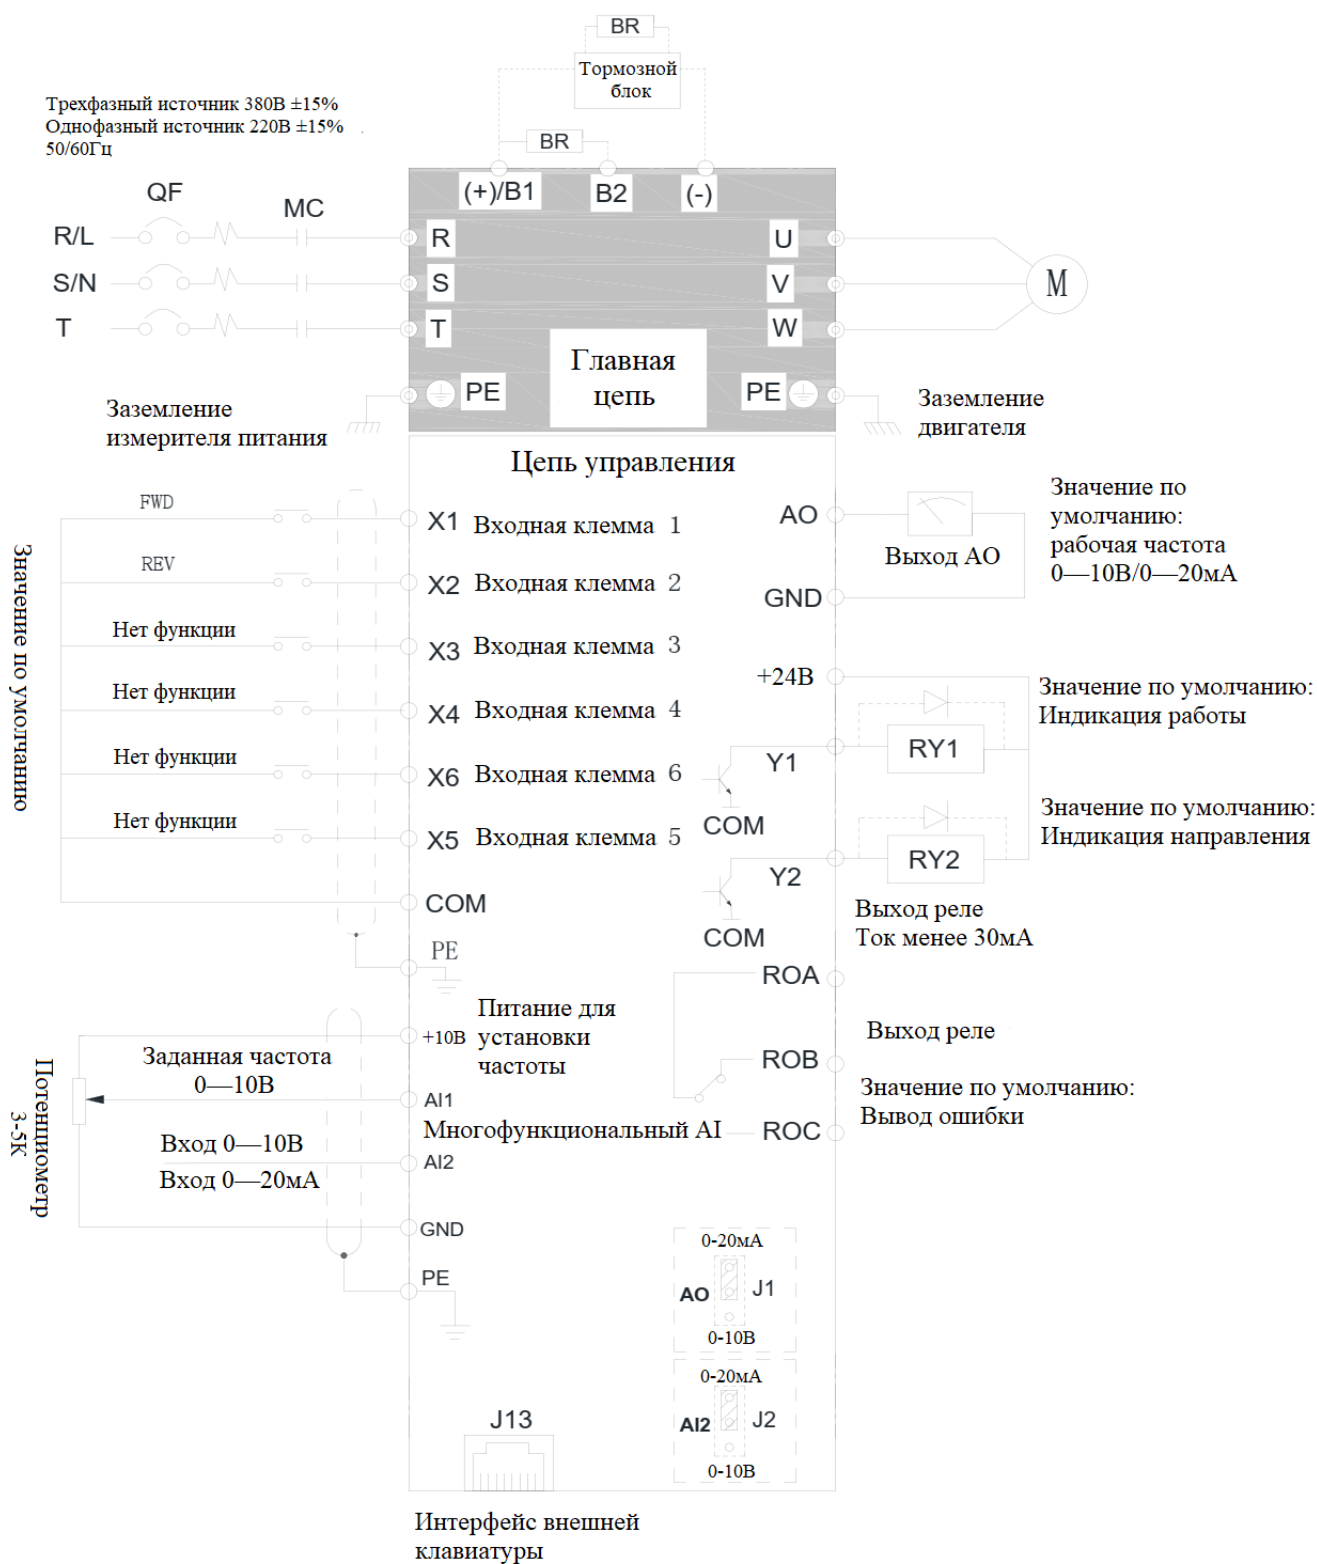 BR
Тормозной
блок
Трехфазный источник 380В ±15%
Однофазный источник 220В ±15%
50/60Гц
BR
(+)/B1
B2
(-)
QF
MC
R/L
R
U
S/N
S
V
M
T
T
W
Главная
цепь
PE
PE
Заземление
измерителя питания
Заземление
двигателя
Цепь управления
Значение по умолчанию
FWD
X1
Входная клемма 1
REV
X2
Входная клемма 2
Нет функции
X3
Входная клемма 3
Нет функции
X4
Входная клемма 4
Нет функции
X6
Входная клемма 6
Нет функции
X5
Входная клемма 5
COM
PE
AO
Выход АО
GND
Значение по
умолчанию:
рабочая частота
0—10В/0—20мА
+24В
Y1
COM
RY1
Значение по умолчанию:
Индикация работы
Y2
COM
RY2
Значение по умолчанию:
Индикация направления
Выход реле
Ток менее 30мА
ROA
ROB
ROC
Выход реле
Значение по умолчанию:
Вывод ошибки
Потенциометр
3-5К
+10В
Питание для
установки
частоты
Заданная частота
0—10В
AI1
Многофункциональный AI
Вход 0—10В
Вход 0—20мА
AI2
GND
PE
0-20мА
AO
J1
0-10В
0-20мА
AI2
J2
0-10В
J13
Интерфейс внешней
клавиатуры